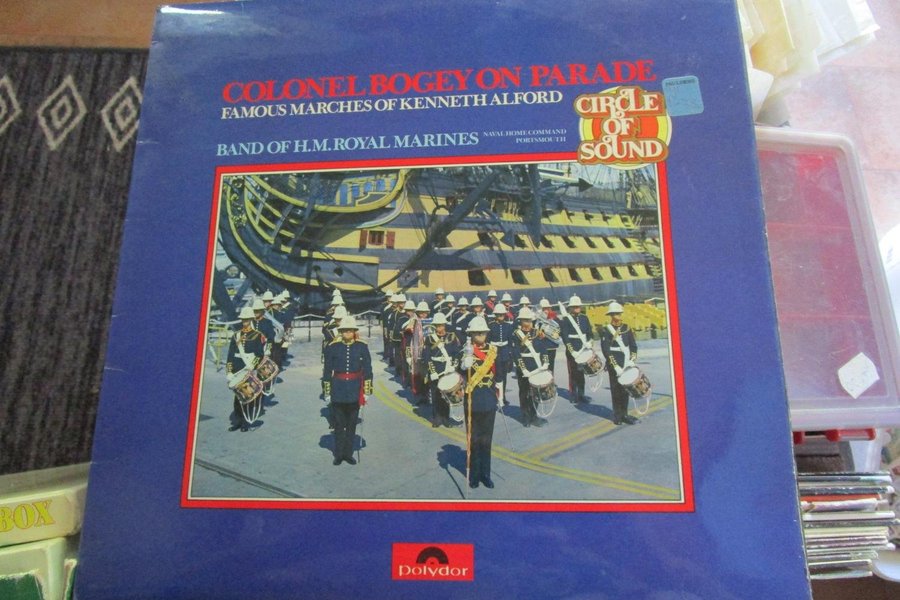 COLONEL BOGEY ON PARADE
FAMOUS MARCHES OF KENNETH ALFORD
BAND OF H.M. ROYAL MARINES
NAVAL HOME COMMAND
PORTSMOUTH
CIRCLE
OF
SOUND
polydor
BOX